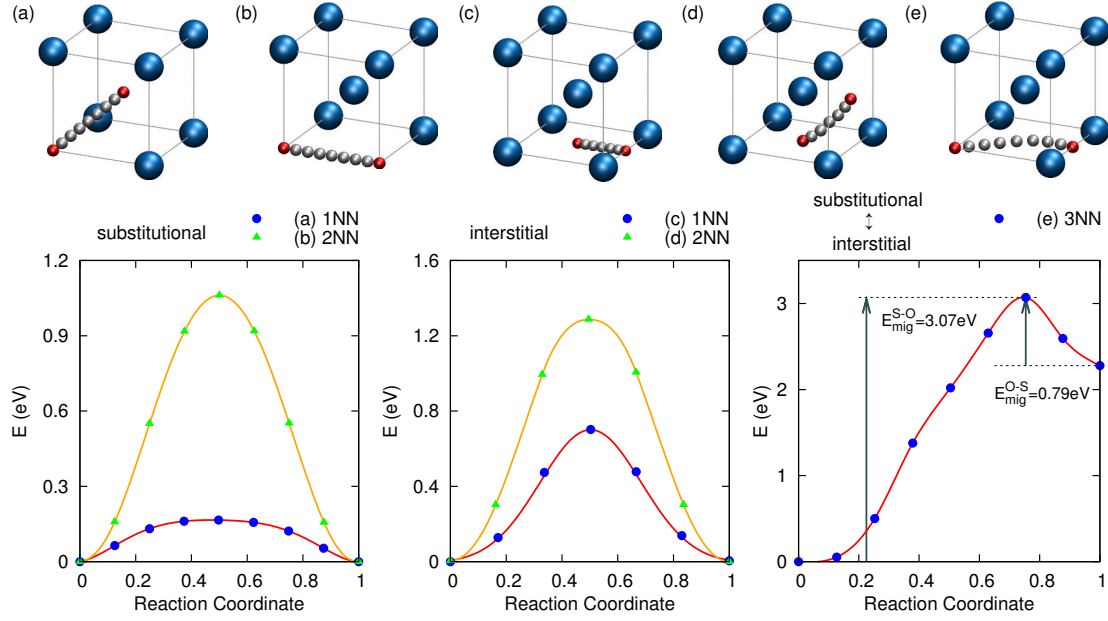 (a) (b) (c) (d) (e)
substitutional
(a) 1NN
(b) 2NN
E (eV)
1.2
0.9
0.6
0.3
0
0 0.2 0.4 0.6 0.8 1
Reaction Coordinate
interstitial
(c) 1NN
(d) 2NN
E (eV)
1.6
1.2
0.8
0.4
0
0 0.2 0.4 0.6 0.8 1
Reaction Coordinate
substitutional
↕
interstitial
(e) 3NN
E (eV)
3
2
1
0
E_mig^S-O=3.07eV
E_mig^O-S=0.79eV
0 0.2 0.4 0.6 0.8 1
Reaction Coordinate